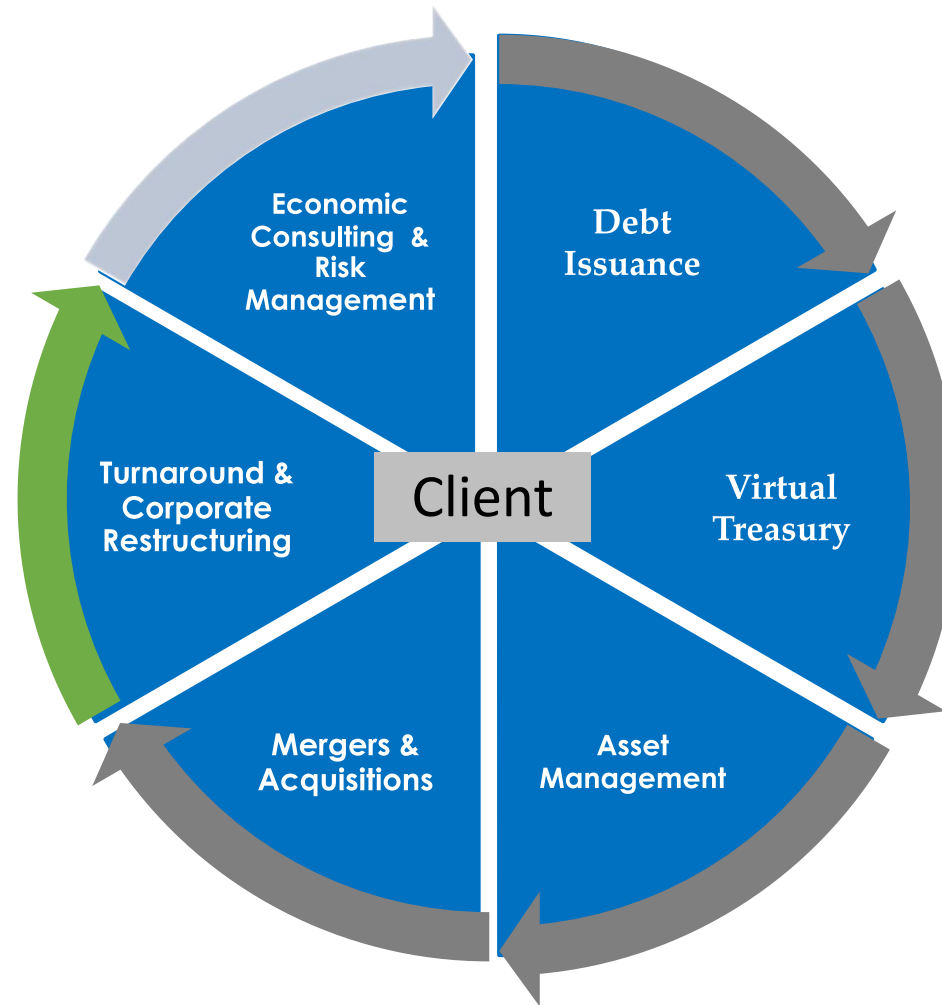 Economic
Consulting &
Risk
Management
Debt
Issuance
Turnaround &
Corporate
Restructuring
Client
Virtual
Treasury
Mergers &
Acquisitions
Asset
Management